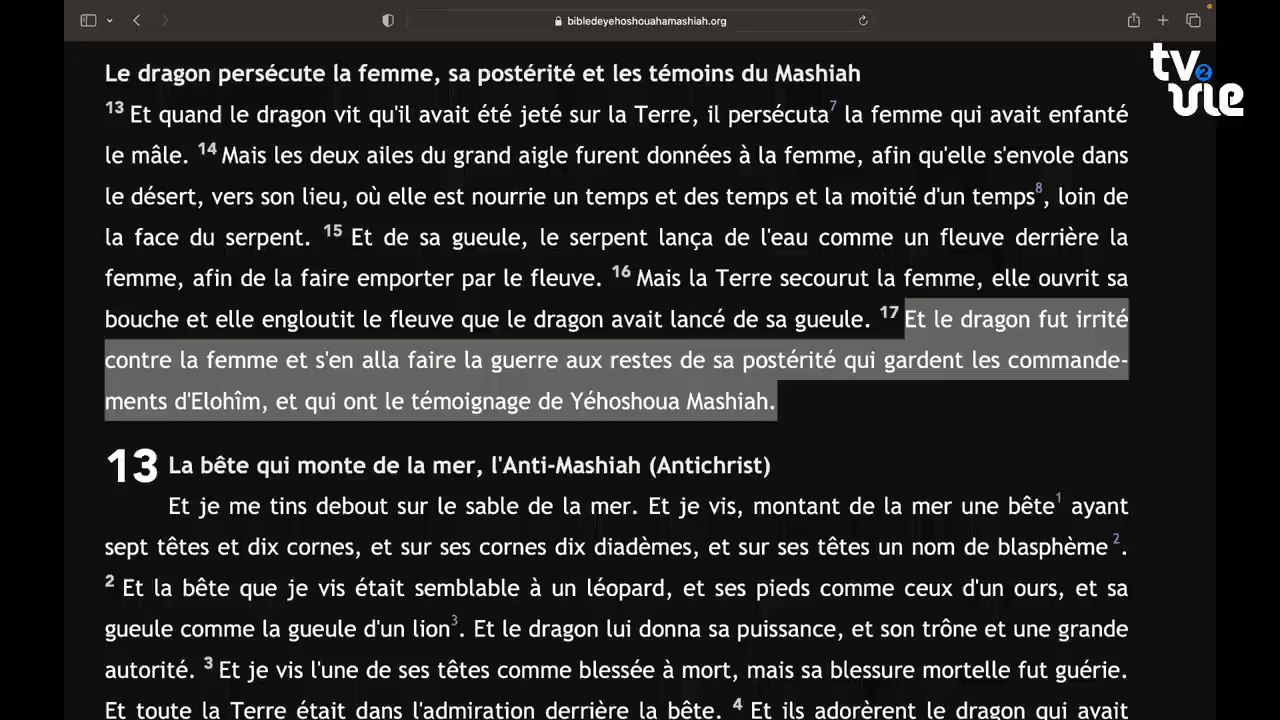 bibledeyehoshouahamashiah.org
tv2vie
Le dragon persécute la femme, sa postérité et les témoins du Mashiah
13 Et quand le dragon vit qu'il avait été jeté sur la Terre, il persécuta7 la femme qui avait enfanté
le mâle. 14 Mais les deux ailes du grand aigle furent données à la femme, afin qu'elle s'envole dans
le désert, vers son lieu, où elle est nourrie un temps et des temps et la moitié d'un temps8, loin de
la face du serpent. 15 Et de sa gueule, le serpent lança de l'eau comme un fleuve derrière la
femme, afin de la faire emporter par le fleuve. 16 Mais la Terre secourut la femme, elle ouvrit sa
bouche et elle engloutit le fleuve que le dragon avait lancé de sa gueule. 17 Et le dragon fut irrité
contre la femme et s'en alla faire la guerre aux restes de sa postérité qui gardent les commande-
ments d'Elohîm, et qui ont le témoignage de Yéhoshoua Mashiah.
13 La bête qui monte de la mer, l'Anti-Mashiah (Antichrist)
Et je me tins debout sur le sable de la mer. Et je vis, montant de la mer une bête1 ayant
sept têtes et dix cornes, et sur ses cornes dix diadèmes, et sur ses têtes un nom de blasphème2.
2 Et la bête que je vis était semblable à un léopard, et ses pieds comme ceux d'un ours, et sa
gueule comme la gueule d'un lion3. Et le dragon lui donna sa puissance, et son trône et une grande
autorité. 3 Et je vis l'une de ses têtes comme blessée à mort, mais sa blessure mortelle fut guérie.
Et toute la Terre était dans l'admiration derrière la bête. 4 Et ils adorèrent le dragon qui avait